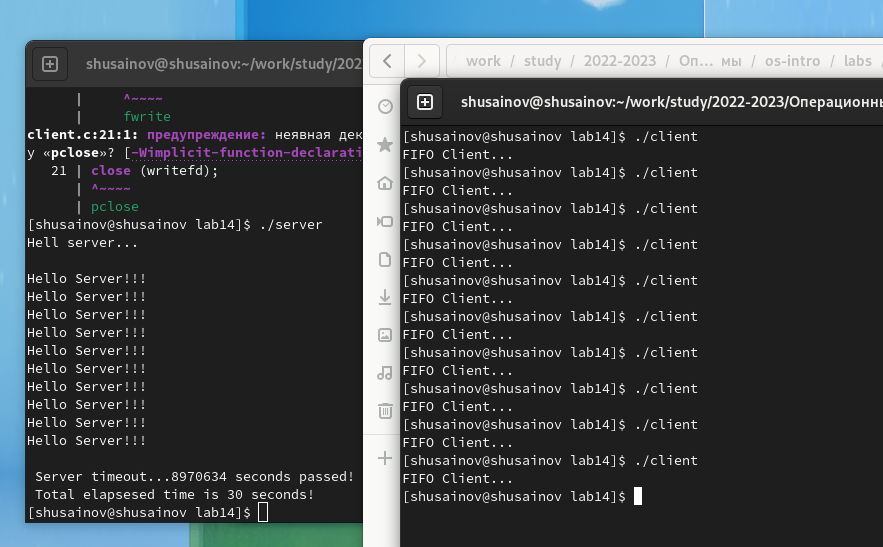 shusainov@shusainov:~/work/study/202
|     ^~~~~
|     fwrite
client.c:21:1: предупреждение: неявная дек
у «pclose»? [-Wimplicit-function-declarati
21 | close (writefd);
| ^~~~~
| pclose
[shusainov@shusainov lab14]$ ./server
Hell server...
Hello Server!!!
Hello Server!!!
Hello Server!!!
Hello Server!!!
Hello Server!!!
Hello Server!!!
Hello Server!!!
Hello Server!!!
Hello Server!!!
Hello Server!!!
Server timeout...8970634 seconds passed!
Total elapsesed time is 30 seconds!
[shusainov@shusainov lab14]$
work / study / 2022-2023 / Оп… мы / os-intro / labs /
shusainov@shusainov:~/work/study/2022-2023/Операционны
[shusainov@shusainov lab14]$ ./client
FIFO Client...
[shusainov@shusainov lab14]$ ./client
FIFO Client...
[shusainov@shusainov lab14]$ ./client
FIFO Client...
[shusainov@shusainov lab14]$ ./client
FIFO Client...
[shusainov@shusainov lab14]$ ./client
FIFO Client...
[shusainov@shusainov lab14]$ ./client
FIFO Client...
[shusainov@shusainov lab14]$ ./client
FIFO Client...
[shusainov@shusainov lab14]$ ./client
FIFO Client...
[shusainov@shusainov lab14]$ ./client
FIFO Client...
[shusainov@shusainov lab14]$ ./client
FIFO Client...
[shusainov@shusainov lab14]$